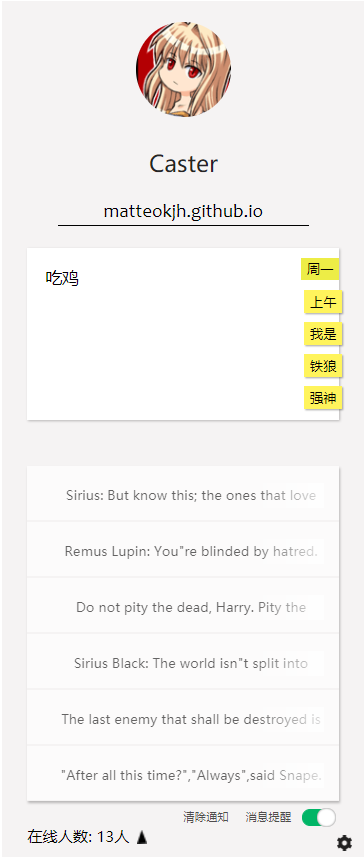 Caster
matteokjh.github.io
吃鸡
周一
上午
我是
铁狼
强神
Sirius: But know this; the ones that love
Remus Lupin: You"re blinded by hatred.
Do not pity the dead, Harry. Pity the
Sirius Black: The world isn"t split into
The last enemy that shall be destroyed is
"After all this time?","Always",said Snape.
清除通知 消息提醒
在线人数: 13人